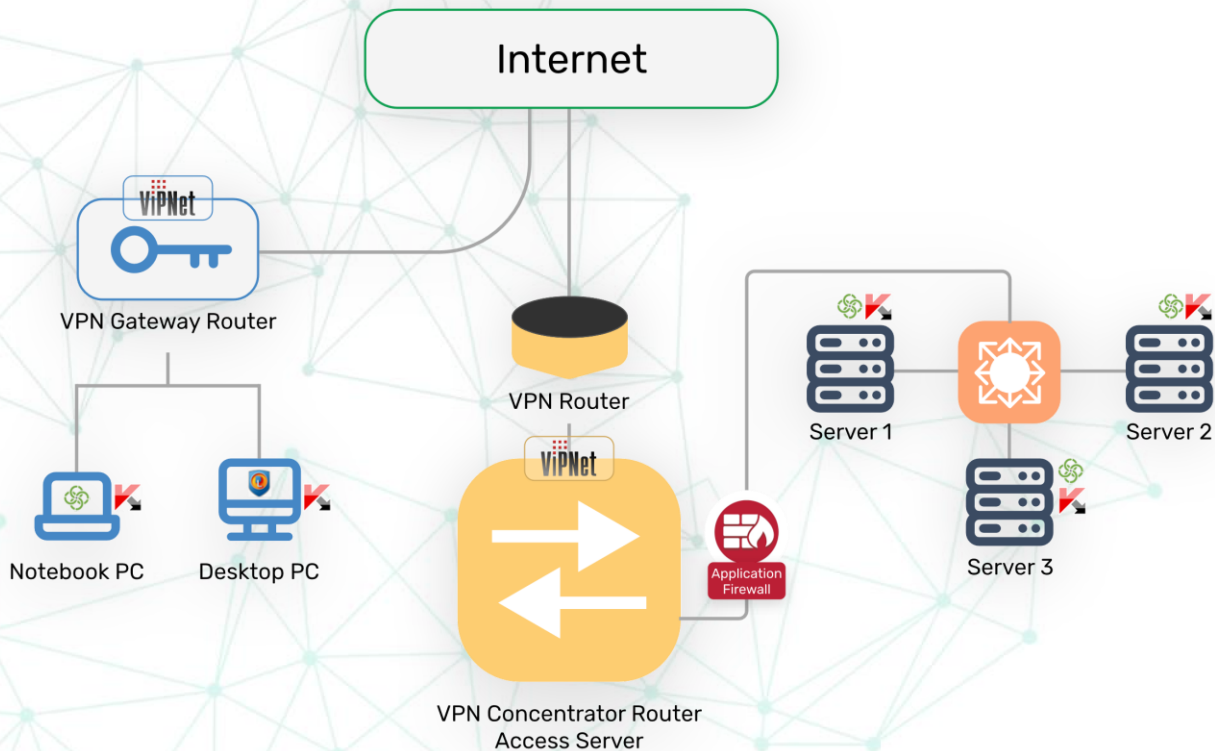 Internet
ViPNet
VPN Gateway Router
VPN Router
Server 1
Server 2
ViPNet
Notebook PC
Desktop PC
Application
Firewall
Server 3
VPN Concentrator Router
Access Server